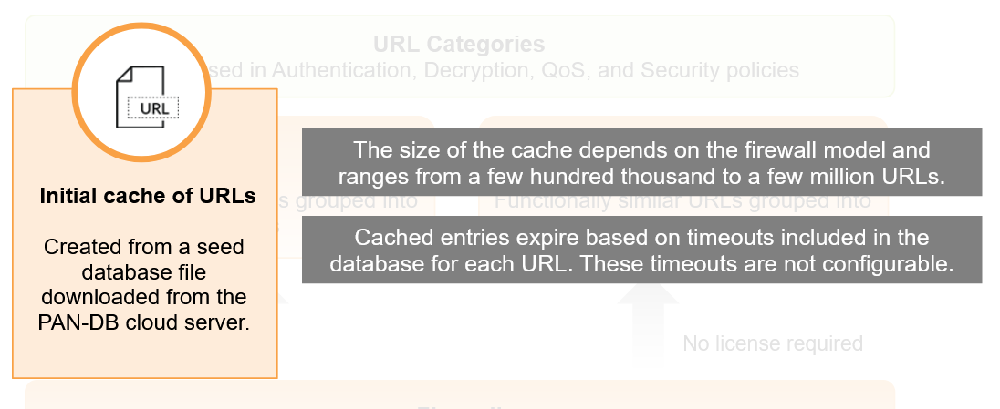 URL Categories
sed in Authentication, Decryption, QoS, and Security policies
URL
Initial cache of URLs
Created from a seed
database file
downloaded from the
PAN-DB cloud server.
The size of the cache depends on the firewall model and
ranges from a few hundred thousand to a few million URLs.
s grouped into
Functionally similar URLs grouped into
Cached entries expire based on timeouts included in the
database for each URL. These timeouts are not configurable.
No license required